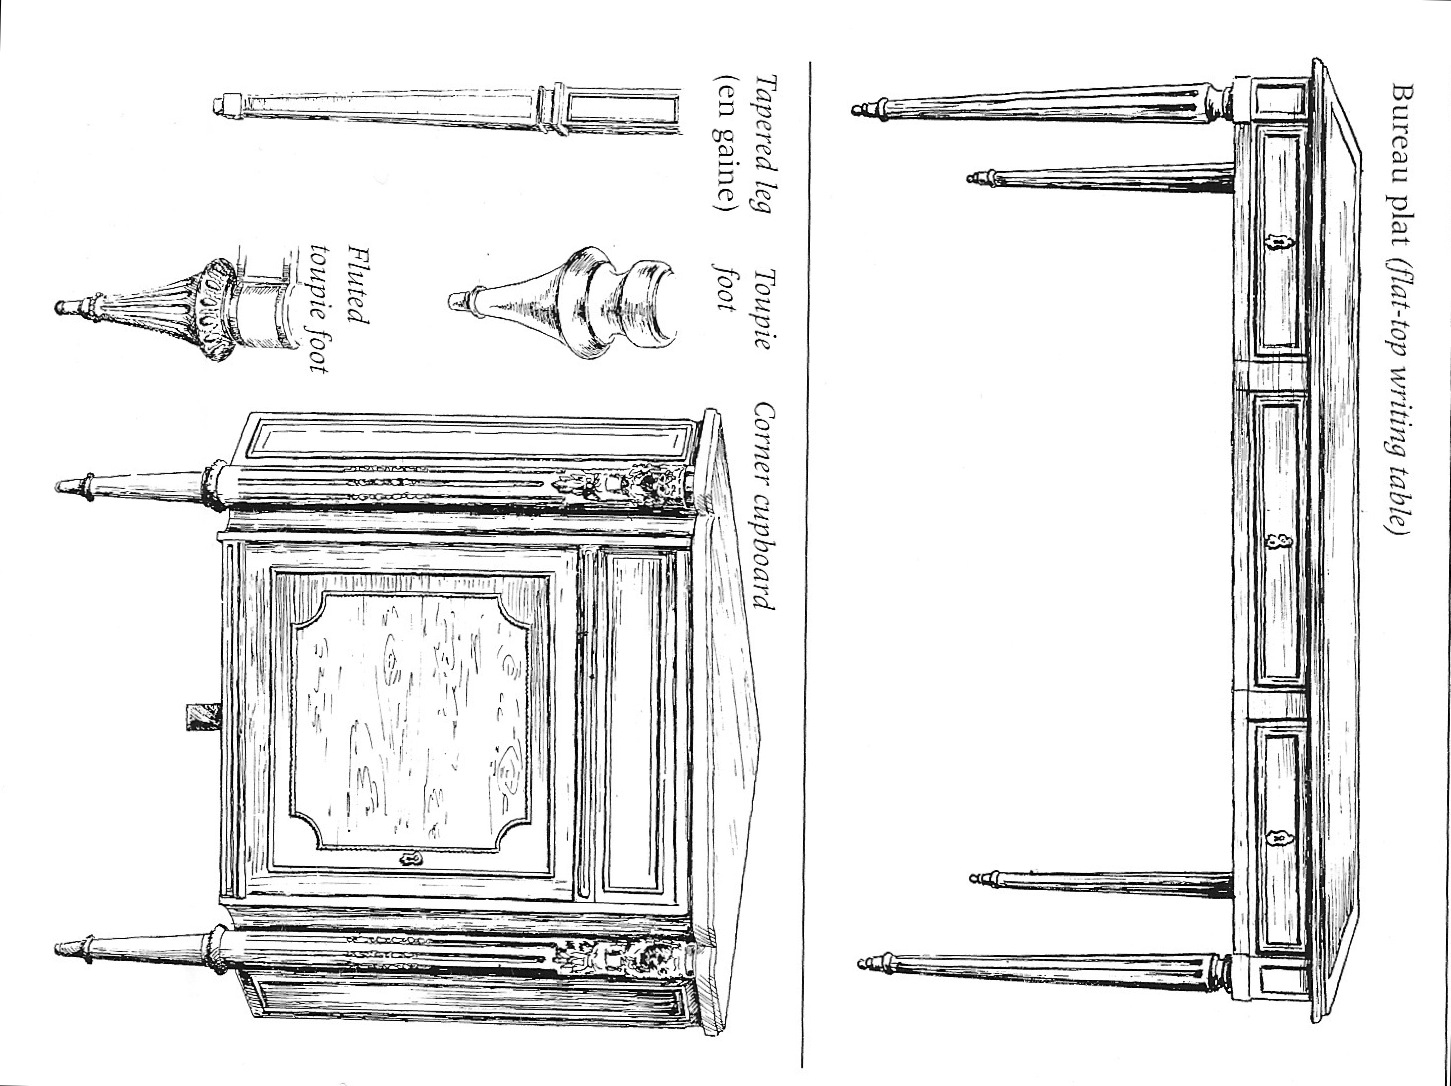 Bureau plat (flat-top writing table)
Tapered leg
(en gaine)
Toupie
foot
Fluted
toupie foot
Corner cupboard